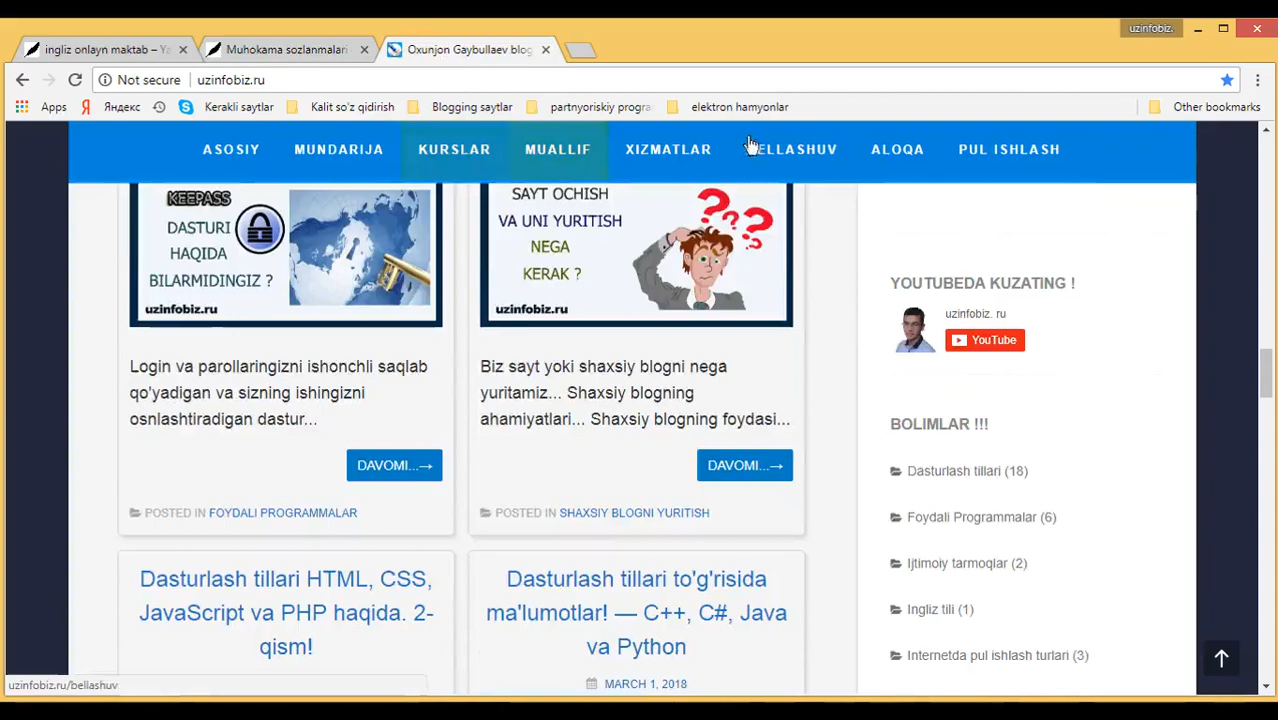 uzinfobiz.
ingliz onlayn maktab – Ya
Muhokama sozlanmalari
Oxunjon Gaybullaev blog
Not secure
uzinfobiz.ru
Apps
Яндекс
Kerakli saytlar
Kalit so'z qidirish
Blogging saytlar
partnyoriskiy progra
elektron hamyonlar
Other bookmarks
ASOSIY
MUNDARIJA
KURSLAR
MUALLIF
XIZMATLAR
BELLASHUV
ALOQA
PUL ISHLASH
KEEPASS
DASTURI
HAQIDA
BILARMIDINGIZ ?
uzinfobiz.ru
Login va parollaringizni ishonchli saqlab
qo'yadigan va sizning ishingizni
osnlashtiradigan dastur...
DAVOMI...→
POSTED IN FOYDALI PROGRAMMALAR
SAYT OCHISH
VA UNI YURITISH
NEGA
KERAK ?
???
uzinfobiz.ru
Biz sayt yoki shaxsiy blogni nega
yuritamiz... Shaxsiy blogning
ahamiyatlari... Shaxsiy blogning foydasi...
DAVOMI...→
POSTED IN SHAXSIY BLOGNI YURITISH
Dasturlash tillari HTML, CSS,
JavaScript va PHP haqida. 2-
qism!
Dasturlash tillari to'g'risida
ma'lumotlar! — C++, C#, Java
va Python
MARCH 1, 2018
YOUTUBEDA KUZATING !
uzinfobiz. ru
YouTube
BOLIMLAR !!!
Dasturlash tillari (18)
Foydali Programmalar (6)
Ijtimoiy tarmoqlar (2)
Ingliz tili (1)
Internetda pul ishlash turlari (3)
uzinfobiz.ru/bellashuv